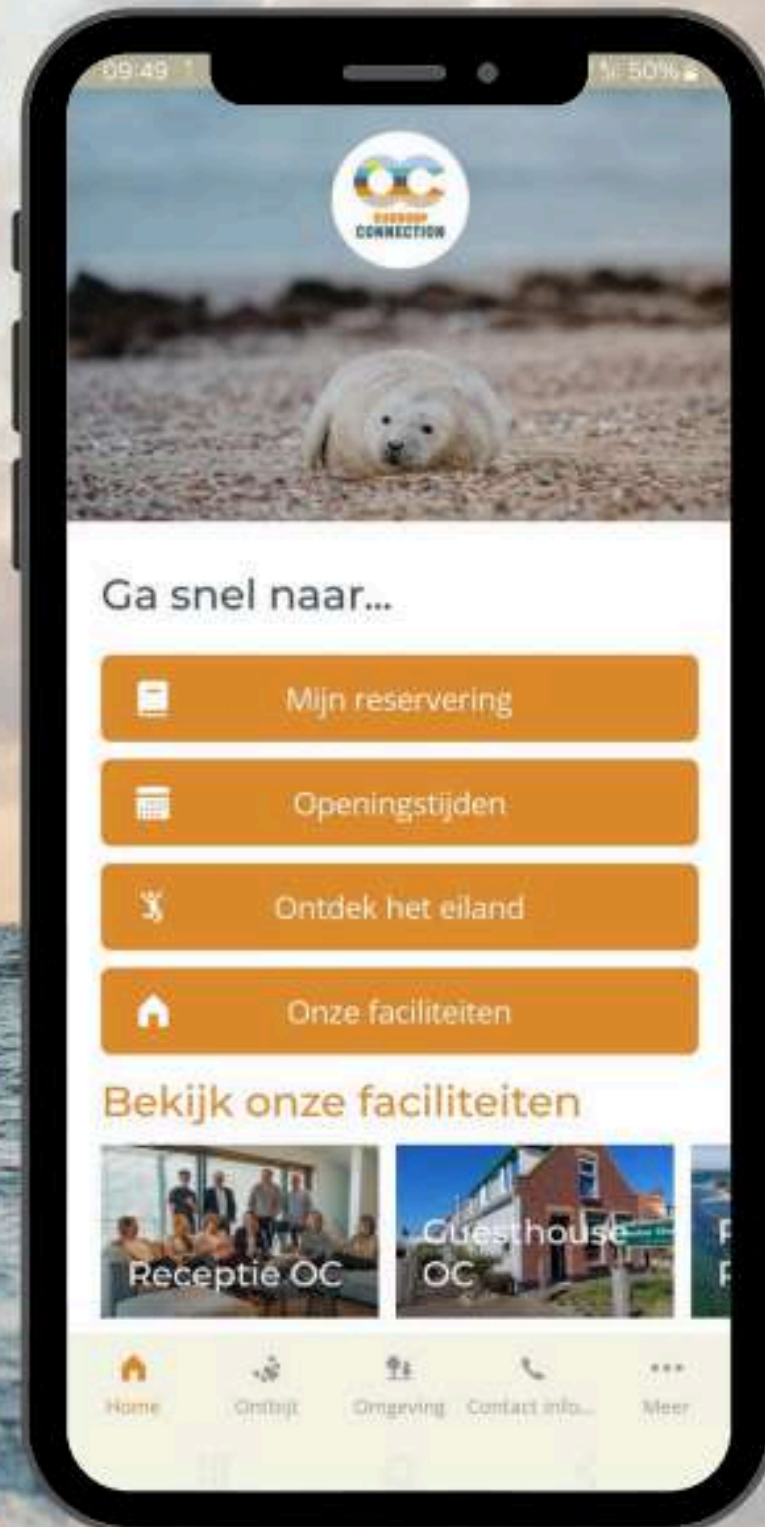 09:49
50%
OC
CONNECTION
Ga snel naar...
Mijn reservering
Openingstijden
Ontdek het eiland
Onze faciliteiten
Bekijk onze faciliteiten
Receptie OC
Guesthouse
OC
Home
Ontbijt
Omgeving
Contact info...
Meer